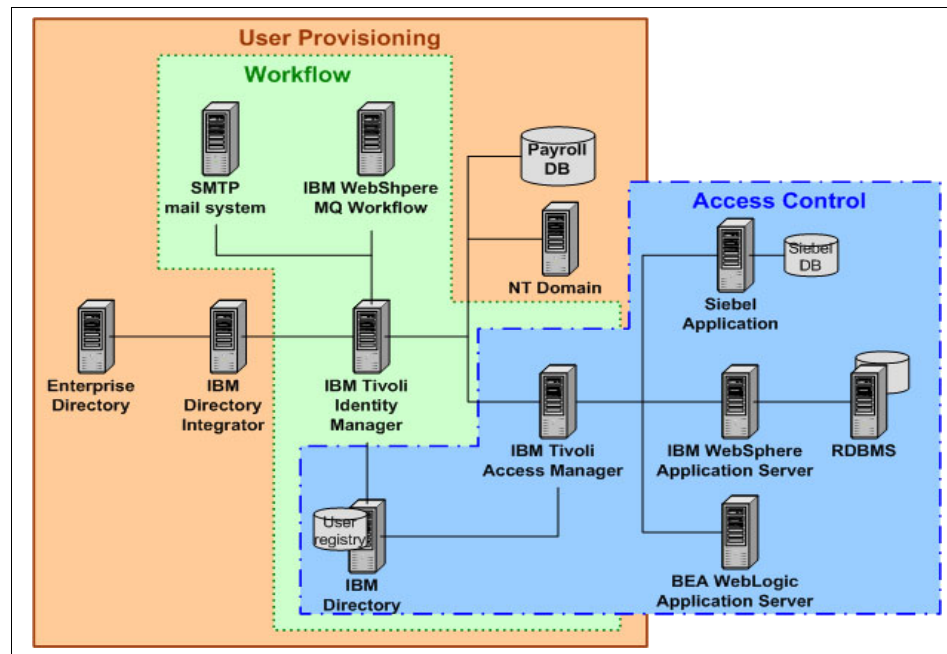 User Provisioning
Workflow
SMTP
mail system
IBM WebShpere
MQ Workflow
Payroll
DB
NT Domain
Access Control
Siebel
DB
Siebel
Application
Enterprise
Directory
IBM
Directory
Integrator
IBM Tivoli
Identity
Manager
IBM Tivoli
Access Manager
IBM WebSphere
Application Server
RDBMS
User
registry
IBM
Directory
BEA WebLogic
Application Server